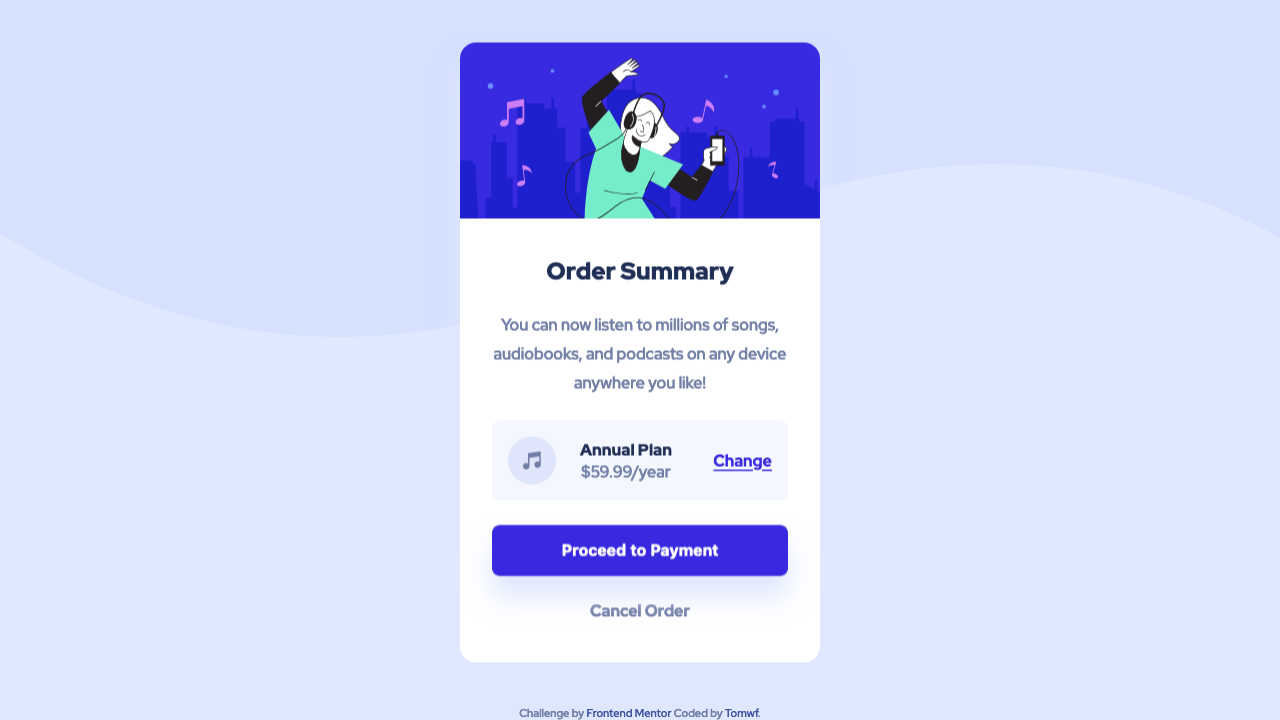 Order Summary
You can now listen to millions of songs,
audiobooks, and podcasts on any device
anywhere you like!
Annual Plan
$59.99/year
Change
Proceed to Payment
Cancel Order
Challenge by Frontend Mentor Coded by Tomwf.